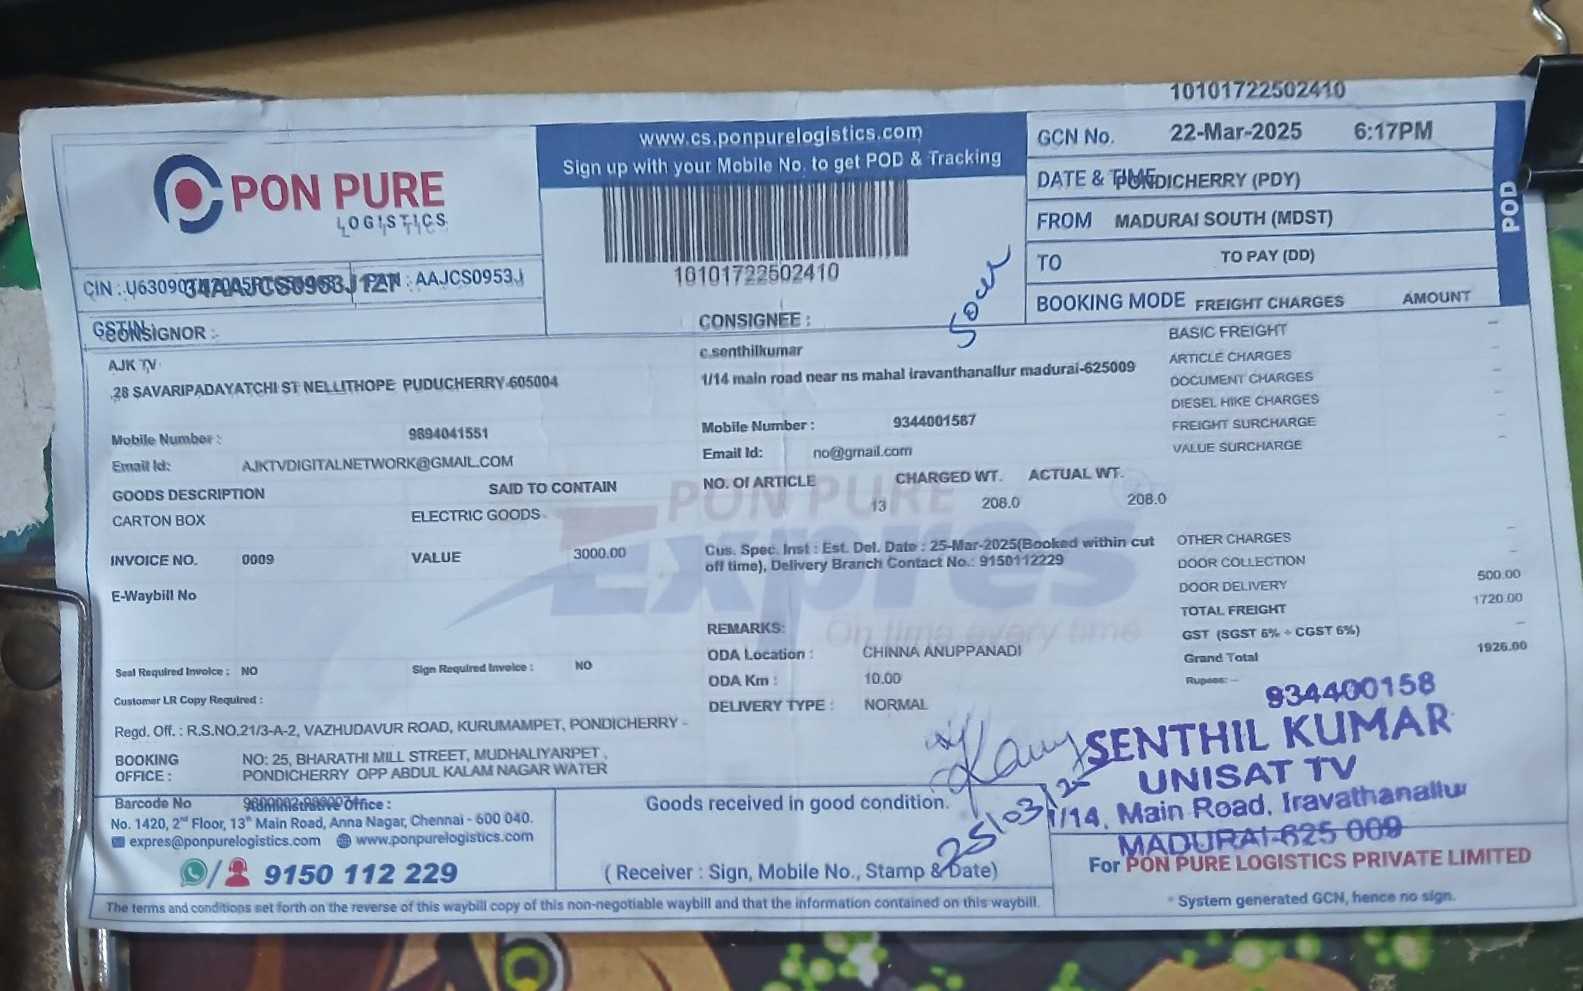 10101722502410
PON PURE
LOGISTICS
www.cs.ponpurelogistics.com
Sign up with your Mobile No. to get POD & Tracking
10101722502410
GCN No. 22-Mar-2025 6:17PM
DATE & TIME PONDICHERRY (PDY)
FROM MADURAI SOUTH (MDST)
TO TO PAY (DD)
BOOKING MODE FREIGHT CHARGES AMOUNT
POD
PAN : AAJCS0953J
CONSIGNOR :
AJK TV
28 SAVARIPADAYATCHI ST NELLITHOPE PUDUCHERRY-605004
Mobile Number : 9894041551
Email Id: AJKTVDIGITALNETWORK@GMAIL.COM
GOODS DESCRIPTION SAID TO CONTAIN
CARTON BOX ELECTRIC GOODS
INVOICE NO. 0009 VALUE 3000.00
E-Waybill No
Seal Required Invoice : NO Sign Required Invoice : NO
Customer LR Copy Required :
CONSIGNEE :
c.senthilkumar
1/14 main road near ns mahal iravanthanallur madurai-625009
Mobile Number : 9344001587
Email Id: no@gmail.com
NO. Of ARTICLE CHARGED WT. ACTUAL WT.
13 208.0 208.0
PON PURE
Expres
On time every time
Cus. Spec. Inst : Est. Del. Date : 25-Mar-2025(Booked within cut
off time), Delivery Branch Contact No.: 9150112229
REMARKS:
ODA Location : CHINNA ANUPPANADI
ODA Km : 10.00
DELIVERY TYPE : NORMAL
BASIC FREIGHT
ARTICLE CHARGES
DOCUMENT CHARGES
DIESEL HIKE CHARGES
FREIGHT SURCHARGE
VALUE SURCHARGE
OTHER CHARGES
DOOR COLLECTION
DOOR DELIVERY 500.00
TOTAL FREIGHT 1720.00
GST (SGST 6% + CGST 6%)
Grand Total 1926.00
Rupees: --
Regd. Off. : R.S.NO.21/3-A-2, VAZHUDAVUR ROAD, KURUMAMPET, PONDICHERRY -
BOOKING OFFICE : NO: 25, BHARATHI MILL STREET, MUDHALIYARPET ,
PONDICHERRY OPP ABDUL KALAM NAGAR WATER
Barcode No
Administrative Office :
No. 1420, 2nd Floor, 13th Main Road, Anna Nagar, Chennai - 600 040.
expres@ponpurelogistics.com www.ponpurelogistics.com
9150 112 229
Goods received in good condition.
25/03/25
( Receiver : Sign, Mobile No., Stamp & Date)
934400158
SENTHIL KUMAR
UNISAT TV
1/14, Main Road, Iravathanallur
MADURAI-625 009
For PON PURE LOGISTICS PRIVATE LIMITED
* System generated GCN, hence no sign.
The terms and conditions set forth on the reverse of this waybill copy of this non-negotiable waybill and that the information contained on this waybill.